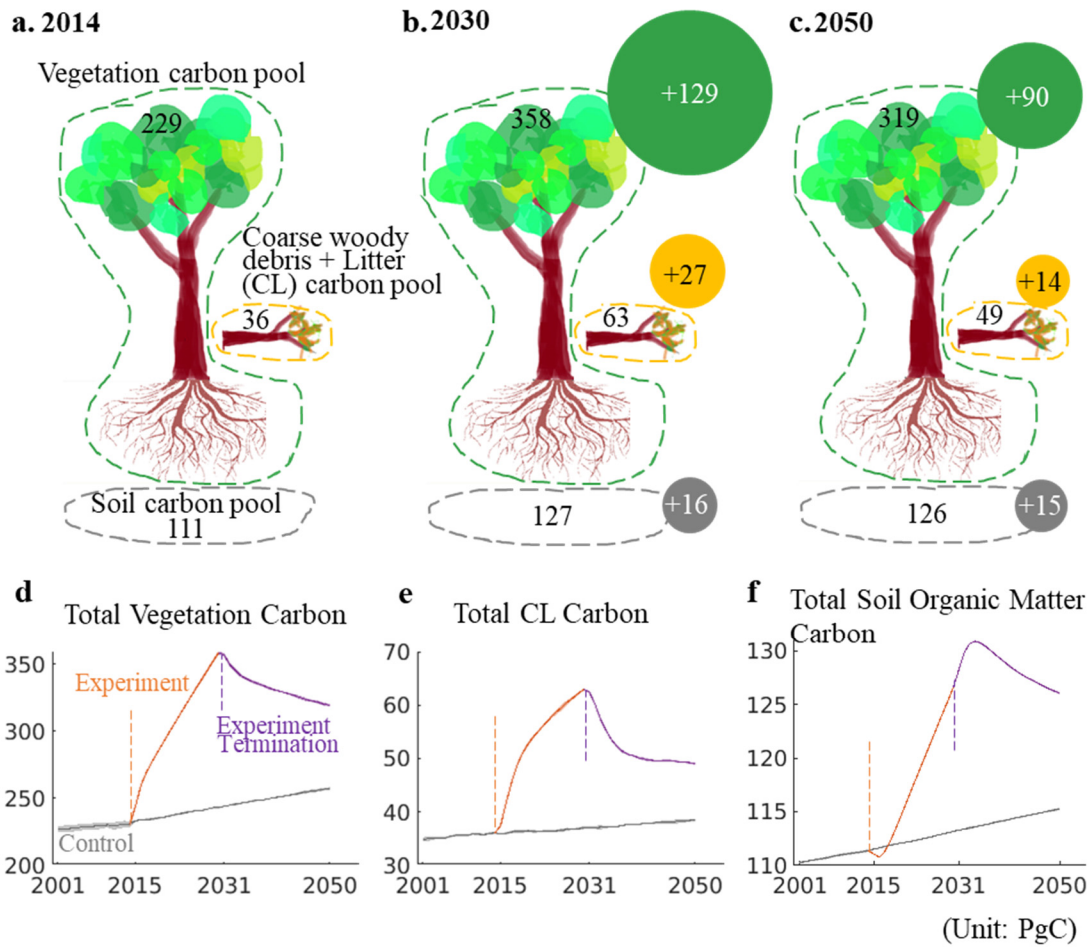 a. 2014
b. 2030
c. 2050
Vegetation carbon pool
229
358
+129
319
+90
Coarse woody
debris + Litter
(CL) carbon pool
36
63
+27
49
+14
Soil carbon pool
111
127
+16
126
+15
d
Total Vegetation Carbon
350
300
250
200
Experiment
Experiment
Termination
Control
2001
2015
2031
2050
e
Total CL Carbon
70
60
50
40
30
2001
2015
2031
2050
f
Total Soil Organic Matter
Carbon
130
125
120
115
110
2001
2015
2031
2050
(Unit: PgC)